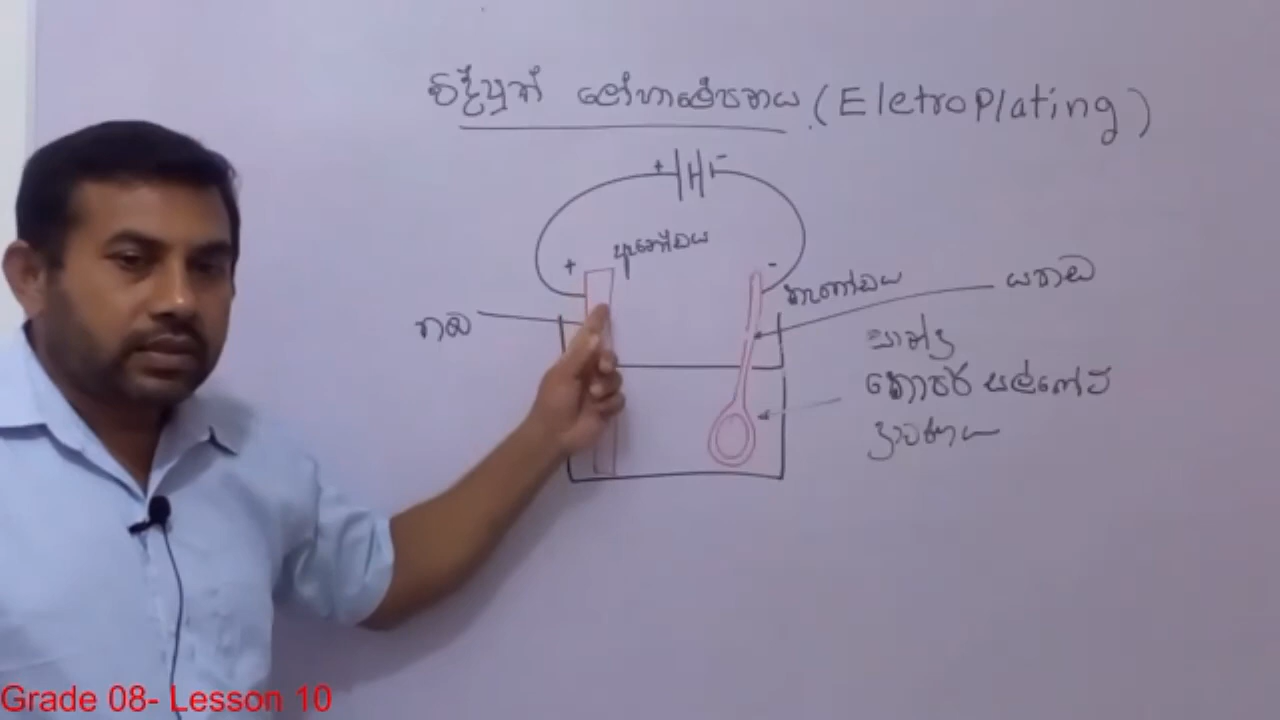 විද්යුත් ලෝහාලේපනය (EletroPlating)
+ -
ඇනෝඩය
+ -
කැතෝඩය
යකඩ
තඹ
සාන්ද්‍ර
කොපර් සල්ෆේට්
ද්‍රාවණය
Grade 08- Lesson 10